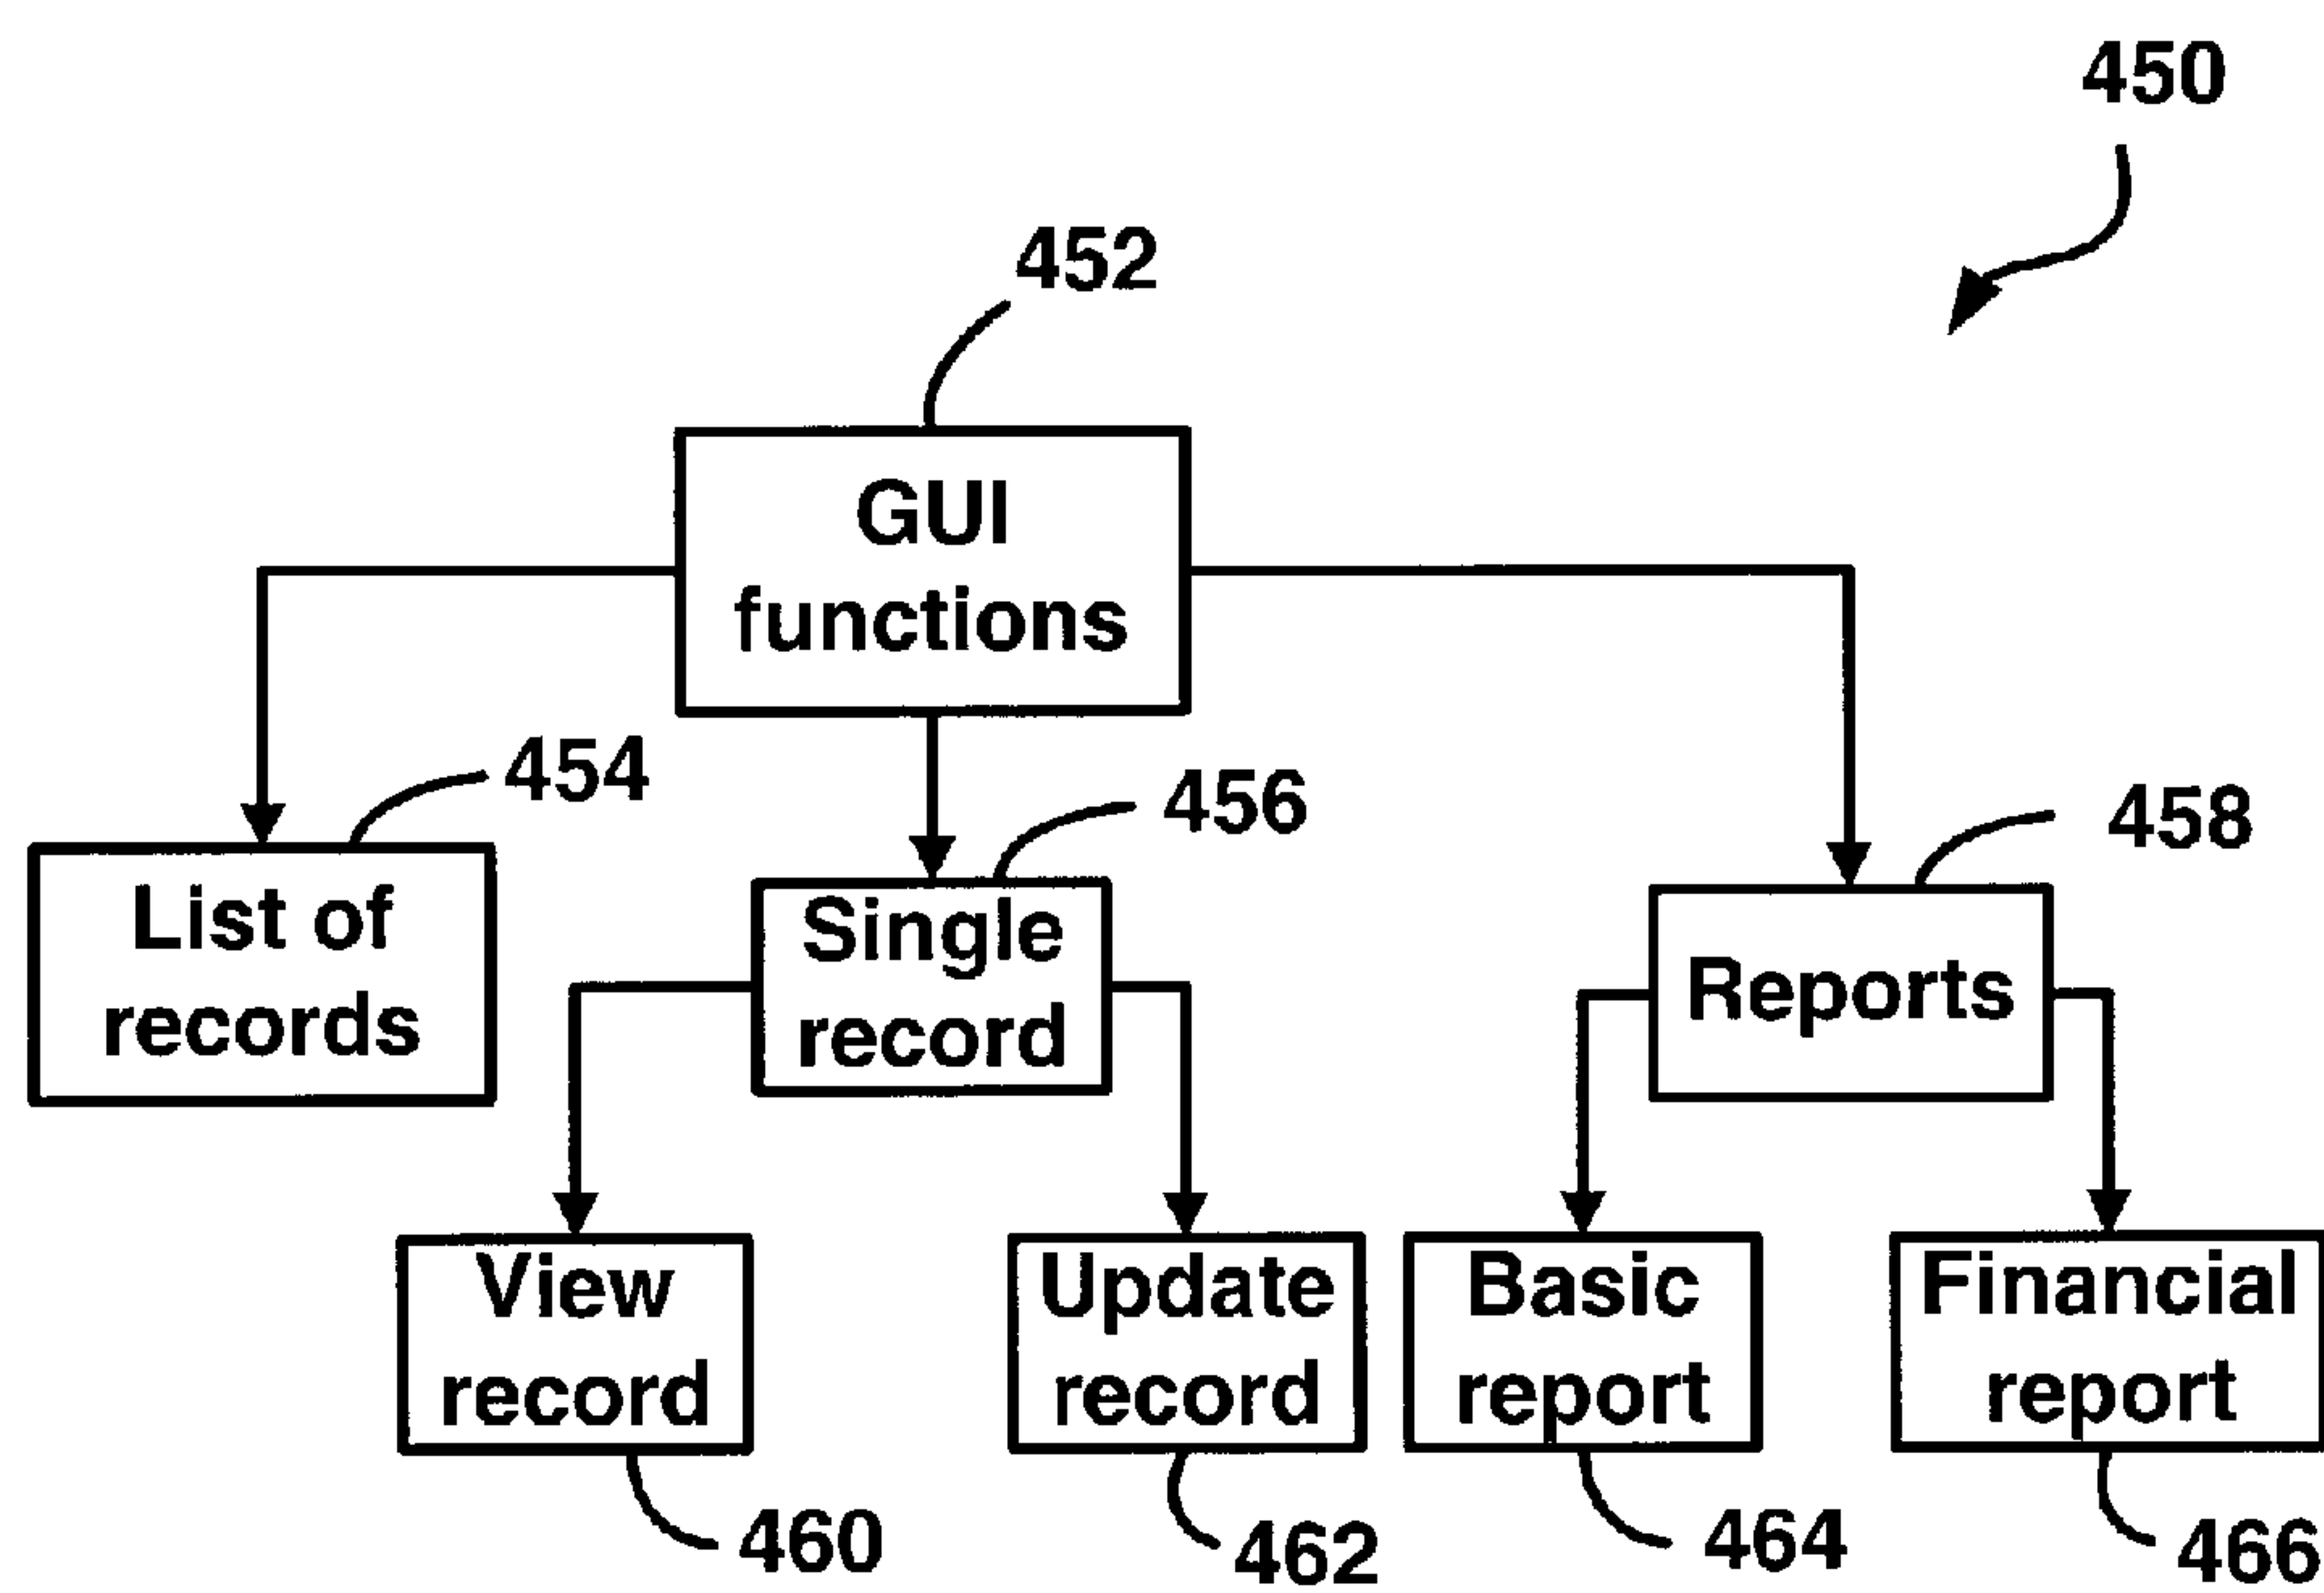 450
452
GUI
functions
454
456
458
List of
records
Single
record
Reports
View
record
Update
record
Basic
report
Financial
report
460
462
464
466